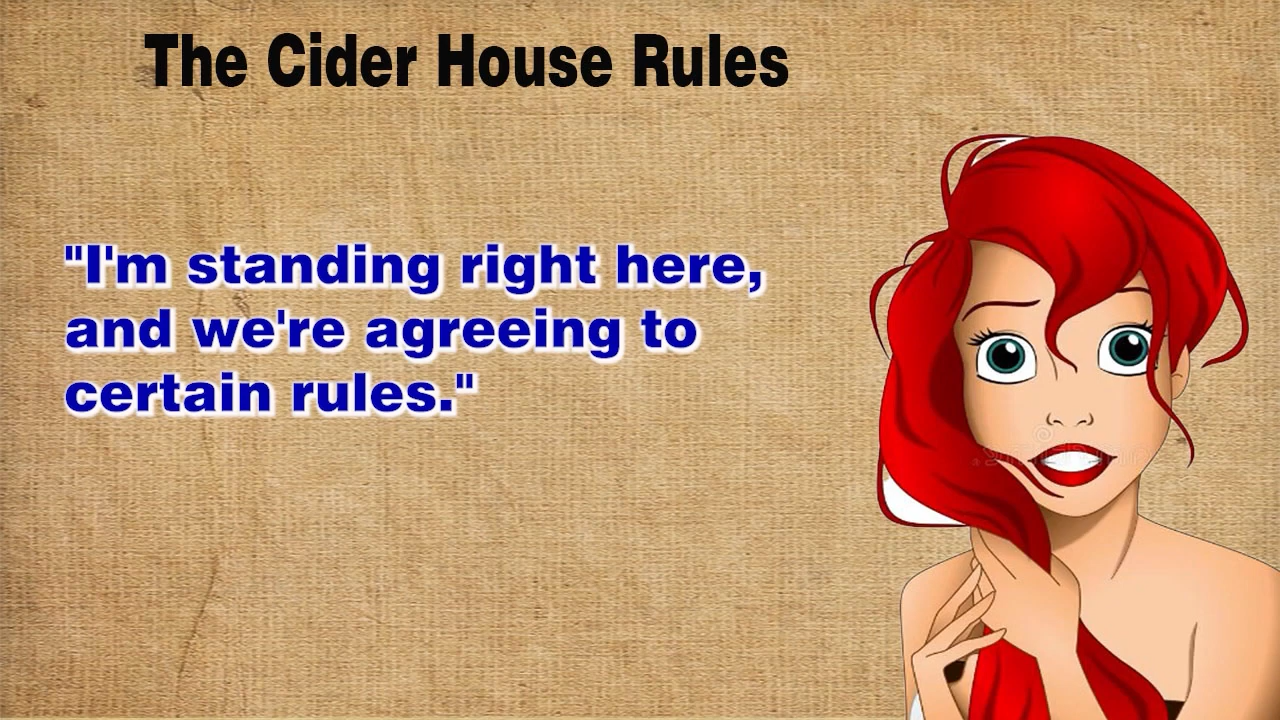 The Cider House Rules
"I'm standing right here,
and we're agreeing to
certain rules."